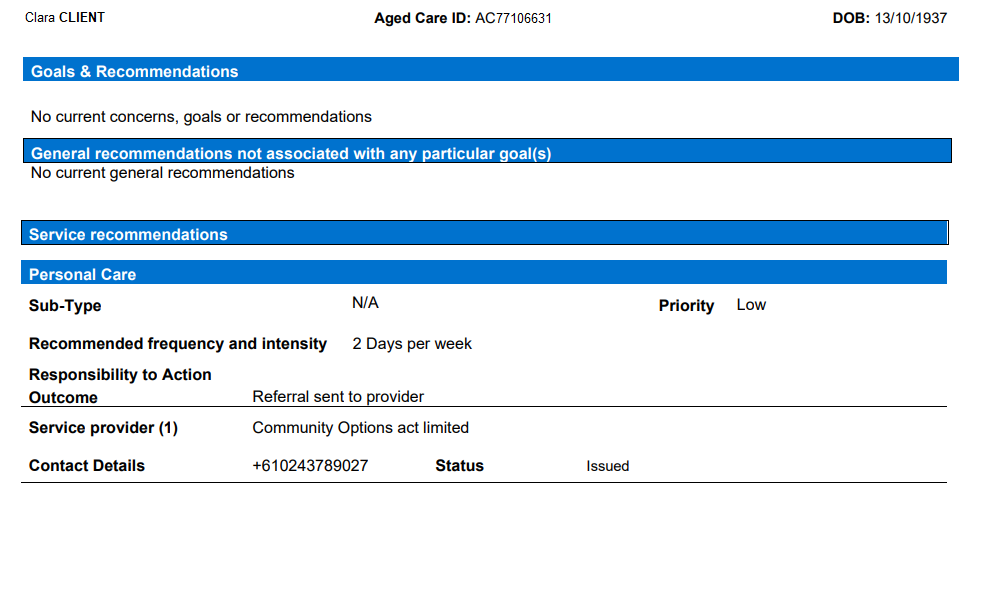 Clara CLIENT Aged Care ID: AC77106631 DOB: 13/10/1937
Goals & Recommendations
No current concerns, goals or recommendations
General recommendations not associated with any particular goal(s)
No current general recommendations
Service recommendations
Personal Care
Sub-Type N/A Priority Low
Recommended frequency and intensity 2 Days per week
Responsibility to Action
Outcome Referral sent to provider
Service provider (1) Community Options act limited
Contact Details +610243789027 Status Issued